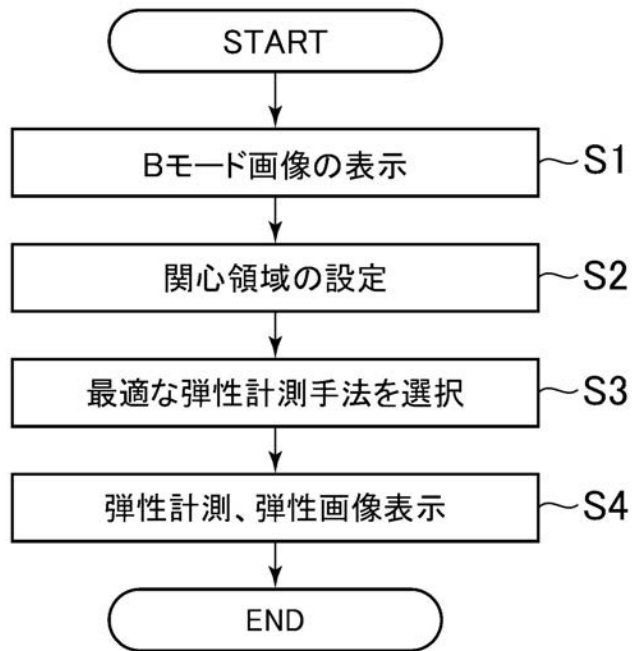 START
Bモード画像の表示
S1
関心領域の設定
S2
最適な弾性計測手法を選択
S3
弾性計測、弾性画像表示
S4
END